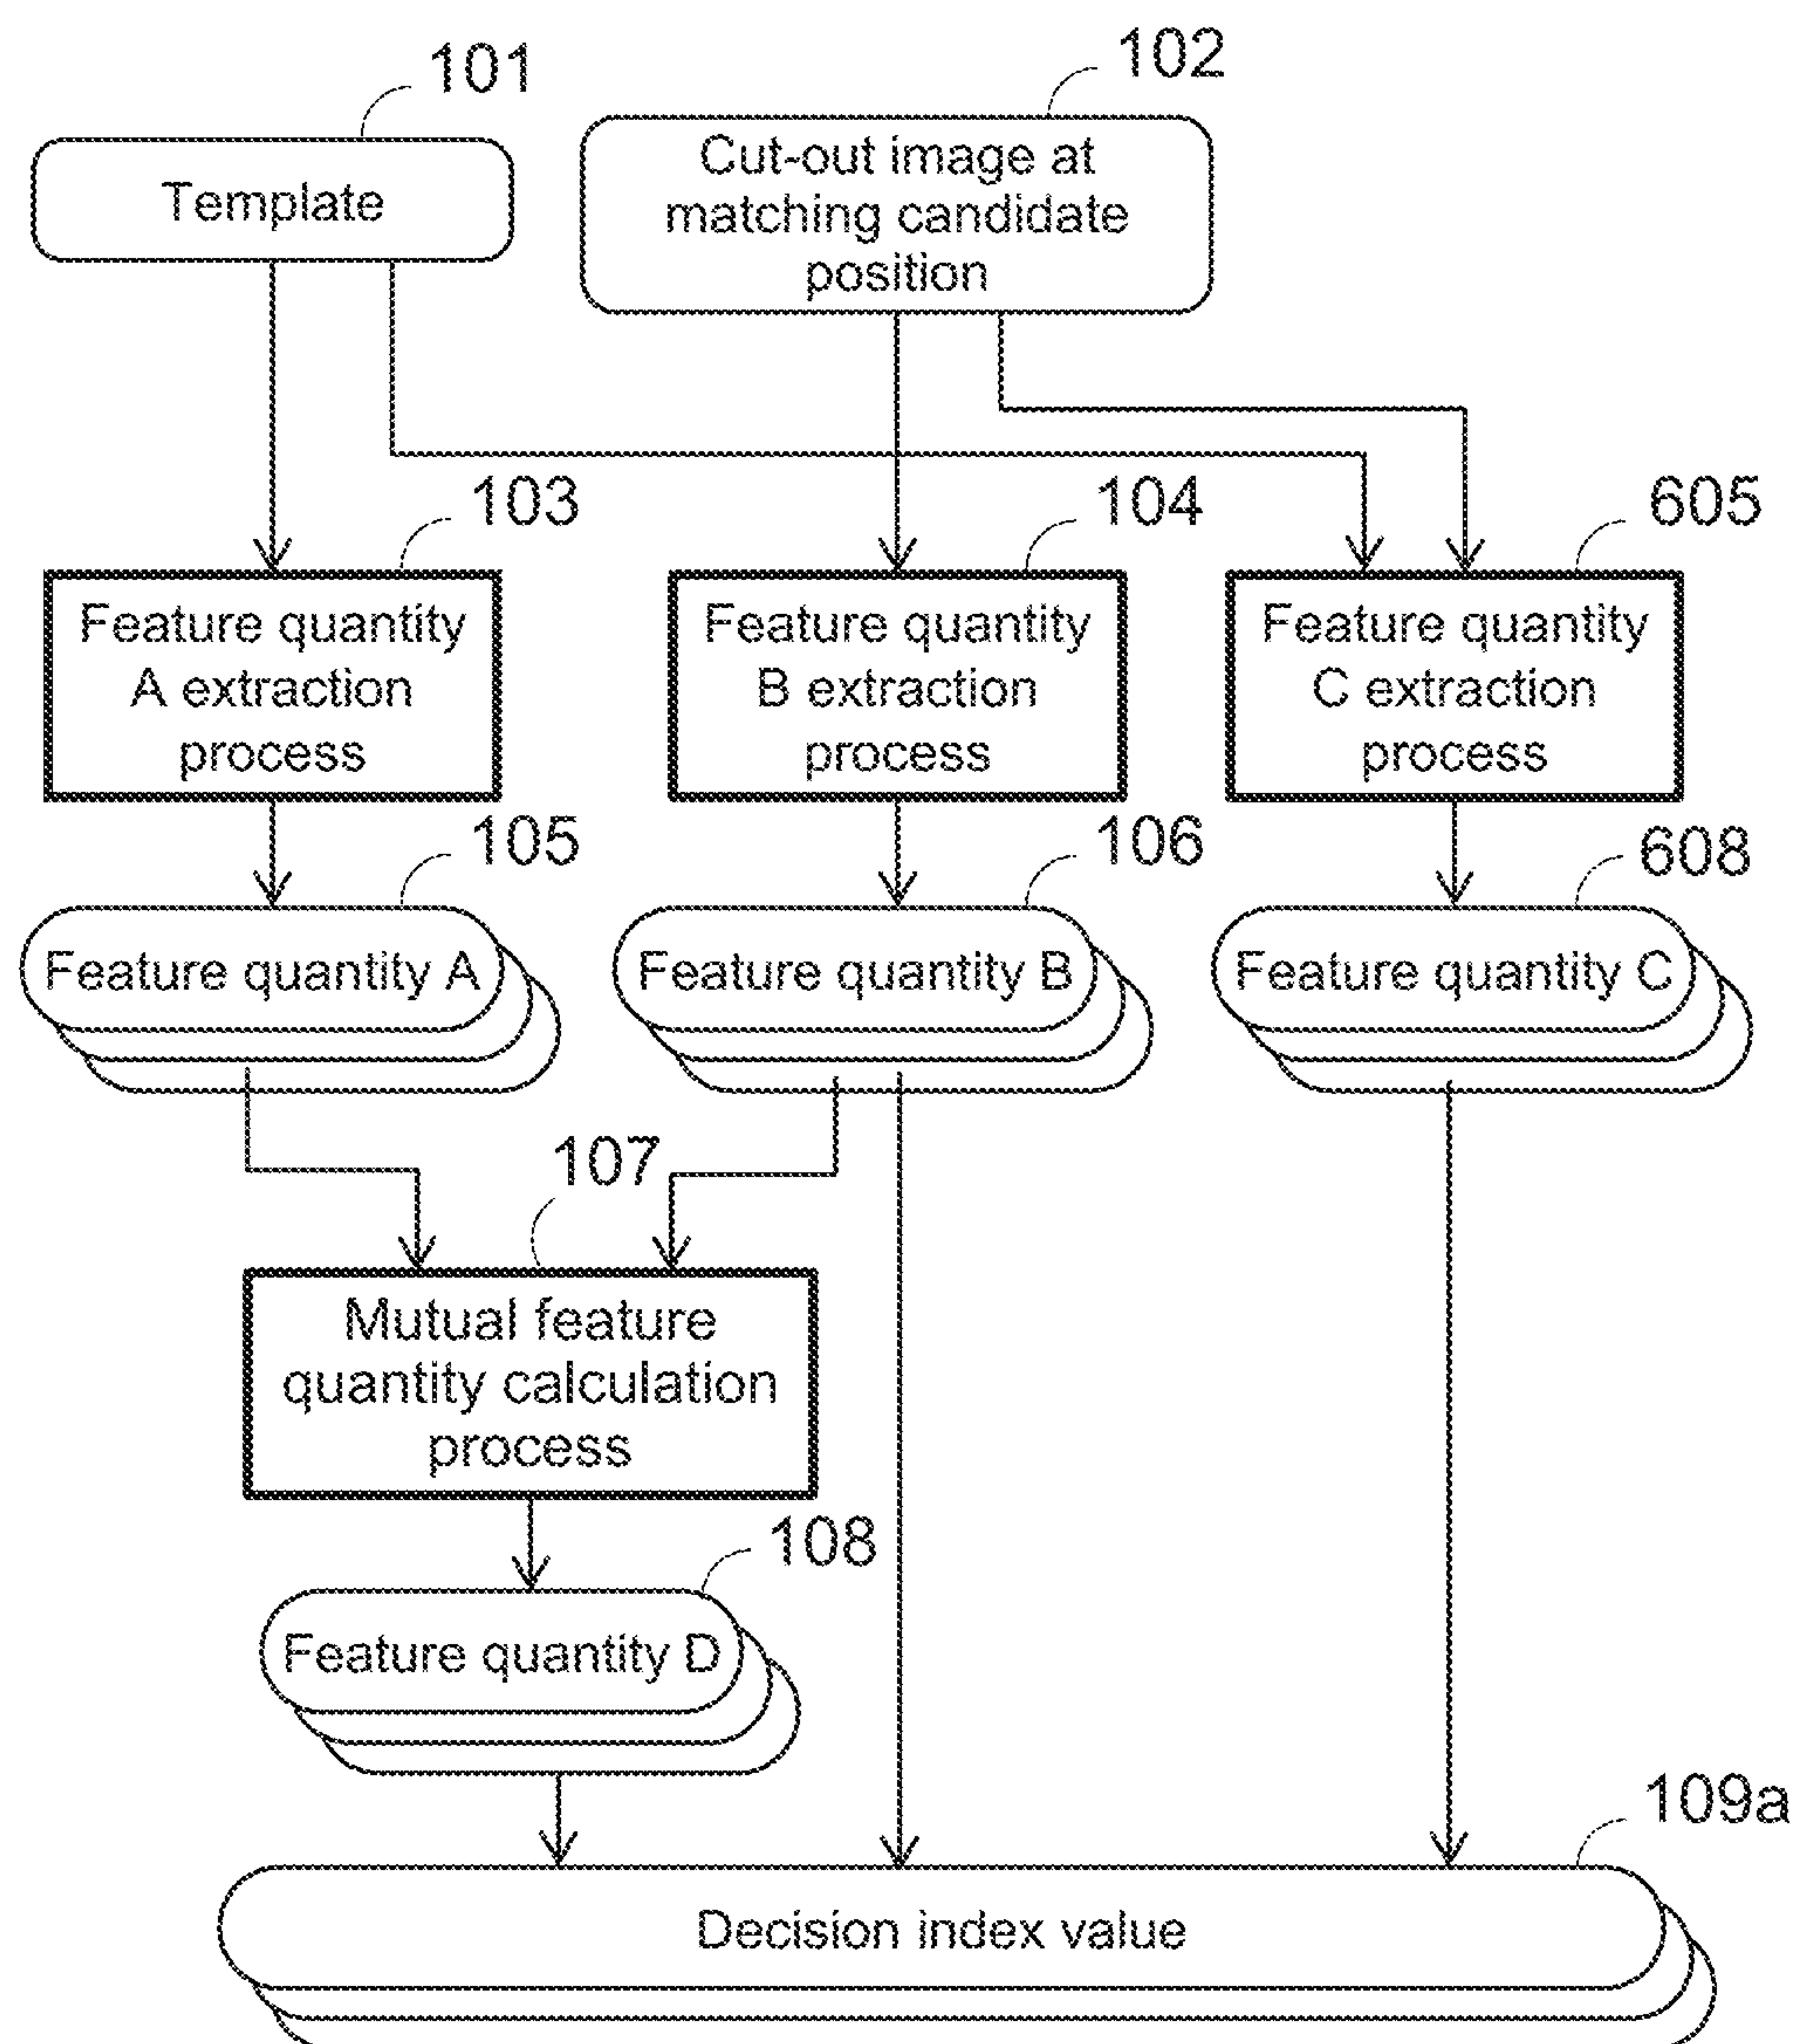 101
102
Template
Cut-out image at
matching candidate
position
103
104
605
Feature quantity
A extraction
process
Feature quantity
B extraction
process
Feature quantity
C extraction
process
105
106
608
Feature quantity A
Feature quantity B
Feature quantity C
107
Mutual feature
quantity calculation
process
108
Feature quantity D
109a
Decision index value